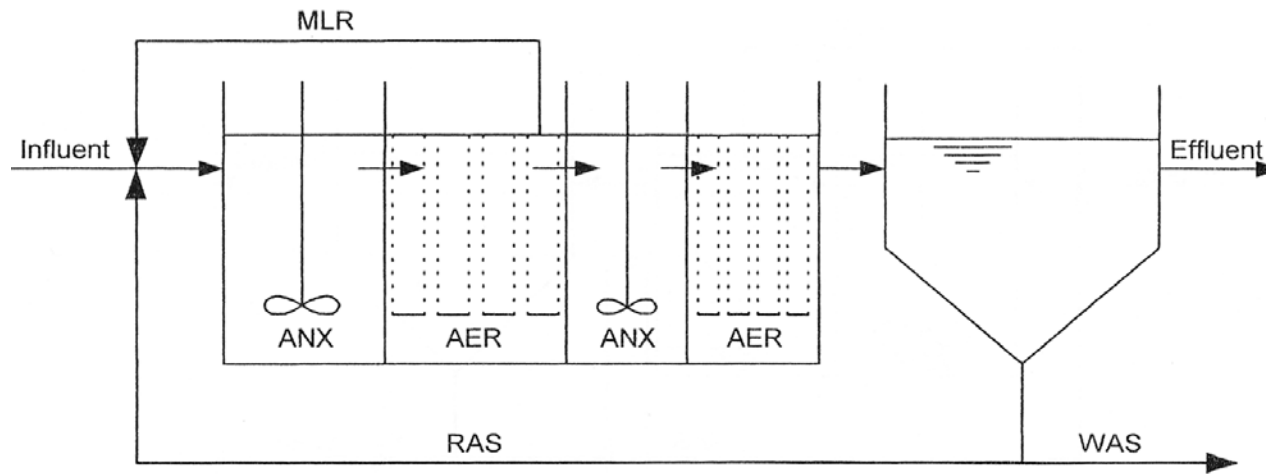 MLR
Influent
Effluent
ANX
AER
ANX
AER
RAS
WAS